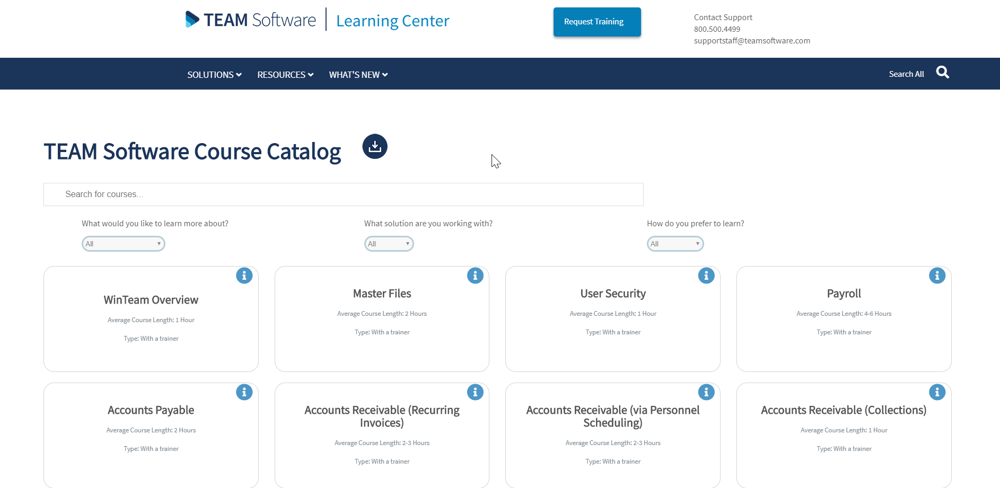 TEAM Software | Learning Center
Request Training
Contact Support
800.500.4499
supportstaff@teamsoftware.com
SOLUTIONS
RESOURCES
WHAT'S NEW
Search All
TEAM Software Course Catalog
Search for courses...
What would you like to learn more about?
What solution are you working with?
How do you prefer to learn?
All
All
All
WinTeam Overview
Average Course Length: 1 Hour
Type: With a trainer
Master Files
Average Course Length: 2 Hours
Type: With a trainer
User Security
Average Course Length: 1 Hour
Type: With a trainer
Payroll
Average Course Length: 4-6 Hours
Type: With a trainer
Accounts Payable
Average Course Length: 2 Hours
Type: With a trainer
Accounts Receivable (Recurring
Invoices)
Average Course Length: 2-3 Hours
Type: With a trainer
Accounts Receivable (via Personnel
Scheduling)
Average Course Length: 2-3 Hours
Type: With a trainer
Accounts Receivable (Collections)
Average Course Length: 1 Hour
Type: With a trainer